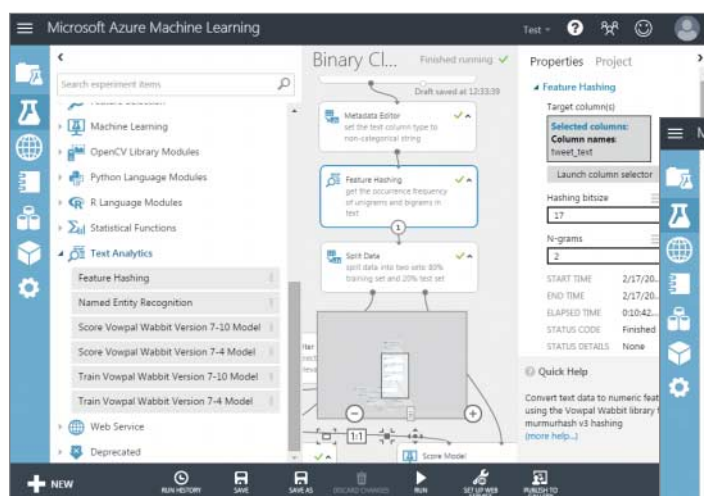 Microsoft Azure Machine Learning
Test
?
Search experiment items
Feature Selection
Machine Learning
OpenCV Library Modules
Python Language Modules
R Language Modules
Statistical Functions
Text Analytics
Feature Hashing
Named Entity Recognition
Score Vowpal Wabbit Version 7-10 Model
Score Vowpal Wabbit Version 7-4 Model
Train Vowpal Wabbit Version 7-10 Model
Train Vowpal Wabbit Version 7-4 Model
Web Service
Deprecated
Binary Cl...
Finished running
Draft saved at 12:33:39
Metadata Editor
set the text column type to
non-categorical string
Feature Hashing
get the occurrence frequency
of unigrams and bigrams in
text
1
Split Data
spilt data into two sets: 80%
training set and 20% test set
1:1
Score Model
Properties Project
Feature Hashing
Target column(s)
Selected columns:
Column names:
tweet_text
Launch column selector
Hashing bitsize
17
N-grams
2
START TIME 2/17/20...
END TIME 2/17/20...
ELAPSED TIME 0:10:42...
STATUS CODE Finished
STATUS DETAILS None
Quick Help
Convert text data to numeric feat
using the Vowpal Wabbit library
murmurhash v3 hashing
(more help...)
NEW
RUN HISTORY
SAVE
SAVE AS
DISCARD CHANGES
RUN
SET UP WEB
PUBLISH TO